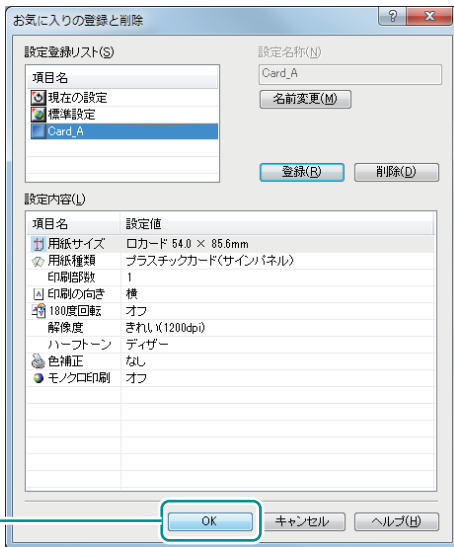 お気に入りの登録と削除
設定登録リスト(S)
項目名
現在の設定
標準設定
Card_A
設定名称(N)
Card_A
名前変更(M)
登録(R) 削除(D)
設定内容(L)
項目名 設定値
用紙サイズ ロカード 54.0 × 85.6mm
用紙種類 プラスチックカード(サインパネル)
印刷部数 1
印刷の向き 横
180度回転 オフ
解像度 きれい(1200dpi)
ハーフトーン ディザー
色補正 なし
モノクロ印刷 オフ
OK キャンセル ヘルプ(H)